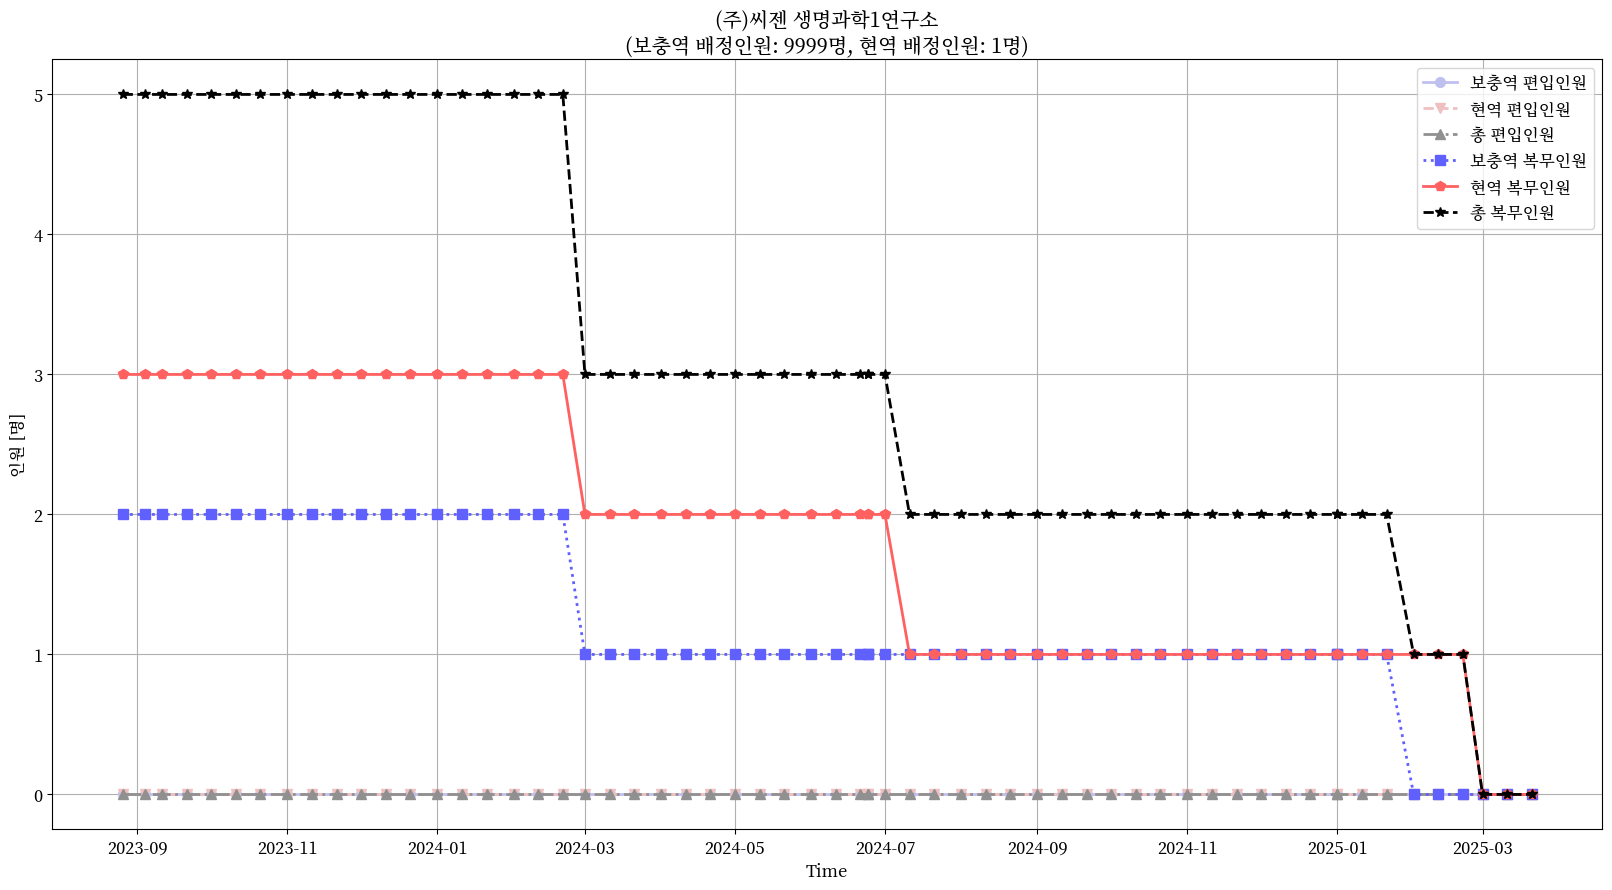 (주)씨젠 생명과학1연구소
(보충역 배정인원: 9999명, 현역 배정인원: 1명)
보충역 편입인원
현역 편입인원
총 편입인원
보충역 복무인원
현역 복무인원
총 복무인원
5
4
3
2
1
0
인원 [명]
2023-09 2023-11 2024-01 2024-03 2024-05 2024-07 2024-09 2024-11 2025-01 2025-03
Time